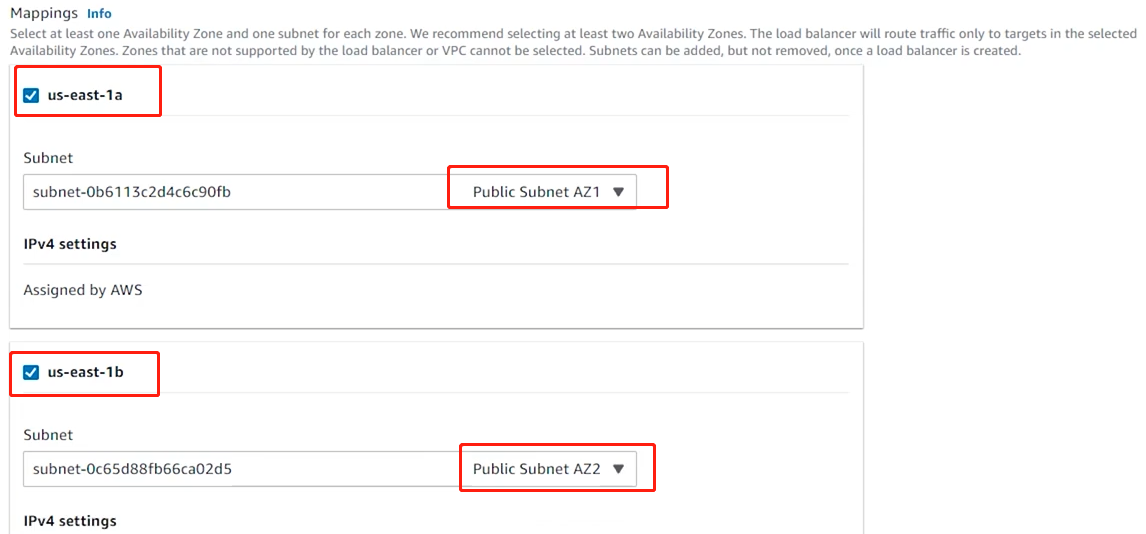 Mappings Info
Select at least one Availability Zone and one subnet for each zone. We recommend selecting at least two Availability Zones. The load balancer will route traffic only to targets in the selected
Availability Zones. Zones that are not supported by the load balancer or VPC cannot be selected. Subnets can be added, but not removed, once a load balancer is created.
us-east-1a
Subnet
subnet-0b6113c2d4c6c90fb Public Subnet AZ1
IPv4 settings
Assigned by AWS
us-east-1b
Subnet
subnet-0c65d88fb66ca02d5 Public Subnet AZ2
IPv4 settings